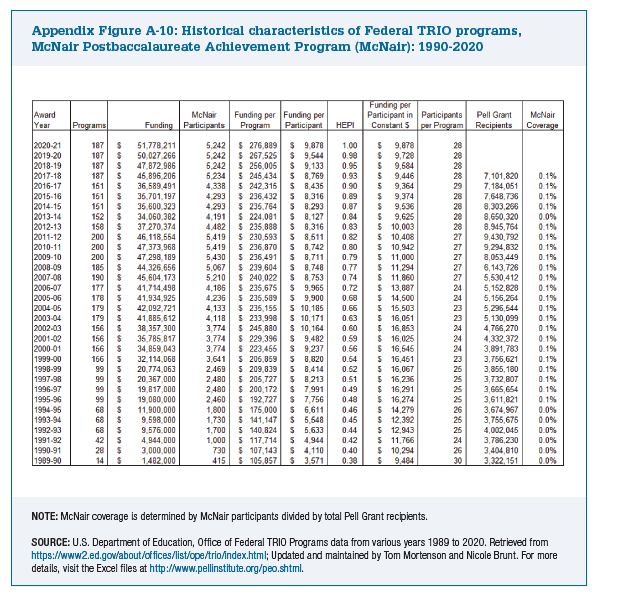 Appendix Figure A-10: Historical characteristics of Federal TRIO programs,
McNair Postbaccalaureate Achievement Program (McNair): 1990-2020
Award Year Programs Funding McNair Participants Funding per Program Funding per Participant HEPI Funding per Participant in Constant $ Participants per Program Pell Grant Recipients McNair Coverage
2020-21 187 $ 51,778,211 5,242 $ 276,889 $ 9,878 1.00 $ 9,878 28
2019-20 187 $ 50,027,266 5,242 $ 267,525 $ 9,544 0.98 $ 9,728 28
2018-19 187 $ 47,872,986 5,242 $ 256,005 $ 9,133 0.95 $ 9,584 28
2017-18 187 $ 45,896,206 5,234 $ 245,434 $ 8,769 0.93 $ 9,446 28 7,101,820 0.1%
2016-17 151 $ 36,589,491 4,338 $ 242,315 $ 8,435 0.90 $ 9,364 29 7,184,051 0.1%
2015-16 151 $ 35,701,197 4,293 $ 236,432 $ 8,316 0.89 $ 9,374 28 7,648,736 0.1%
2014-15 151 $ 35,600,323 4,293 $ 235,764 $ 8,293 0.87 $ 9,536 28 8,303,266 0.1%
2013-14 152 $ 34,060,382 4,191 $ 224,081 $ 8,127 0.84 $ 9,625 28 8,650,320 0.0%
2012-13 158 $ 37,270,374 4,482 $ 235,888 $ 8,316 0.83 $ 10,003 28 8,945,764 0.1%
2011-12 200 $ 46,118,554 5,419 $ 230,593 $ 8,511 0.82 $ 10,408 27 9,430,792 0.1%
2010-11 200 $ 47,373,968 5,419 $ 236,870 $ 8,742 0.80 $ 10,942 27 9,294,832 0.1%
2009-10 200 $ 47,298,189 5,430 $ 236,491 $ 8,711 0.79 $ 11,000 27 8,053,449 0.1%
2008-09 185 $ 44,326,656 5,067 $ 239,604 $ 8,748 0.77 $ 11,294 27 6,143,726 0.1%
2007-08 190 $ 45,604,173 5,210 $ 240,022 $ 8,753 0.74 $ 11,860 27 5,530,412 0.1%
2006-07 177 $ 41,714,498 4,186 $ 235,675 $ 9,965 0.72 $ 13,887 24 5,152,828 0.1%
2005-06 178 $ 41,934,925 4,236 $ 235,589 $ 9,900 0.68 $ 14,500 24 5,156,264 0.1%
2004-05 179 $ 42,092,721 4,133 $ 235,155 $ 10,185 0.66 $ 15,503 23 5,296,544 0.1%
2003-04 179 $ 41,885,612 4,118 $ 233,998 $ 10,171 0.63 $ 16,051 23 5,130,099 0.1%
2002-03 156 $ 38,357,300 3,774 $ 245,880 $ 10,164 0.60 $ 16,853 24 4,766,270 0.1%
2001-02 156 $ 35,785,817 3,774 $ 229,396 $ 9,482 0.59 $ 16,025 24 4,332,372 0.1%
2000-01 156 $ 34,859,043 3,774 $ 223,455 $ 9,237 0.56 $ 16,545 24 3,891,783 0.1%
1999-00 156 $ 32,114,068 3,641 $ 205,859 $ 8,820 0.54 $ 16,451 23 3,756,621 0.1%
1998-99 99 $ 20,774,063 2,469 $ 209,839 $ 8,414 0.52 $ 16,067 25 3,855,180 0.1%
1997-98 99 $ 20,367,000 2,480 $ 205,727 $ 8,213 0.51 $ 16,236 25 3,732,807 0.1%
1996-97 99 $ 19,817,000 2,480 $ 200,172 $ 7,991 0.49 $ 16,291 25 3,665,654 0.1%
1995-96 99 $ 19,080,000 2,460 $ 192,727 $ 7,756 0.48 $ 16,274 25 3,611,821 0.1%
1994-95 68 $ 11,900,000 1,800 $ 175,000 $ 6,611 0.46 $ 14,279 26 3,674,967 0.0%
1993-94 68 $ 9,598,000 1,730 $ 141,147 $ 5,548 0.45 $ 12,392 25 3,755,675 0.0%
1992-93 68 $ 9,576,000 1,700 $ 140,824 $ 5,633 0.44 $ 12,943 25 4,002,045 0.0%
1991-92 42 $ 4,944,000 1,000 $ 117,714 $ 4,944 0.42 $ 11,766 24 3,786,230 0.0%
1990-91 28 $ 3,000,000 730 $ 107,143 $ 4,110 0.40 $ 10,294 26 3,404,810 0.0%
1989-90 14 $ 1,482,000 415 $ 105,857 $ 3,571 0.38 $ 9,484 30 3,322,151 0.0%
NOTE: McNair coverage is determined by McNair participants divided by total Pell Grant recipients.
SOURCE: U.S. Department of Education, Office of Federal TRIO Programs data from various years 1989 to 2020. Retrieved from
https://www2.ed.gov/about/offices/list/ope/trio/index.html; Updated and maintained by Tom Mortenson and Nicole Brunt. For more
details, visit the Excel files at http://www.pellinstitute.org/peo.shtml.